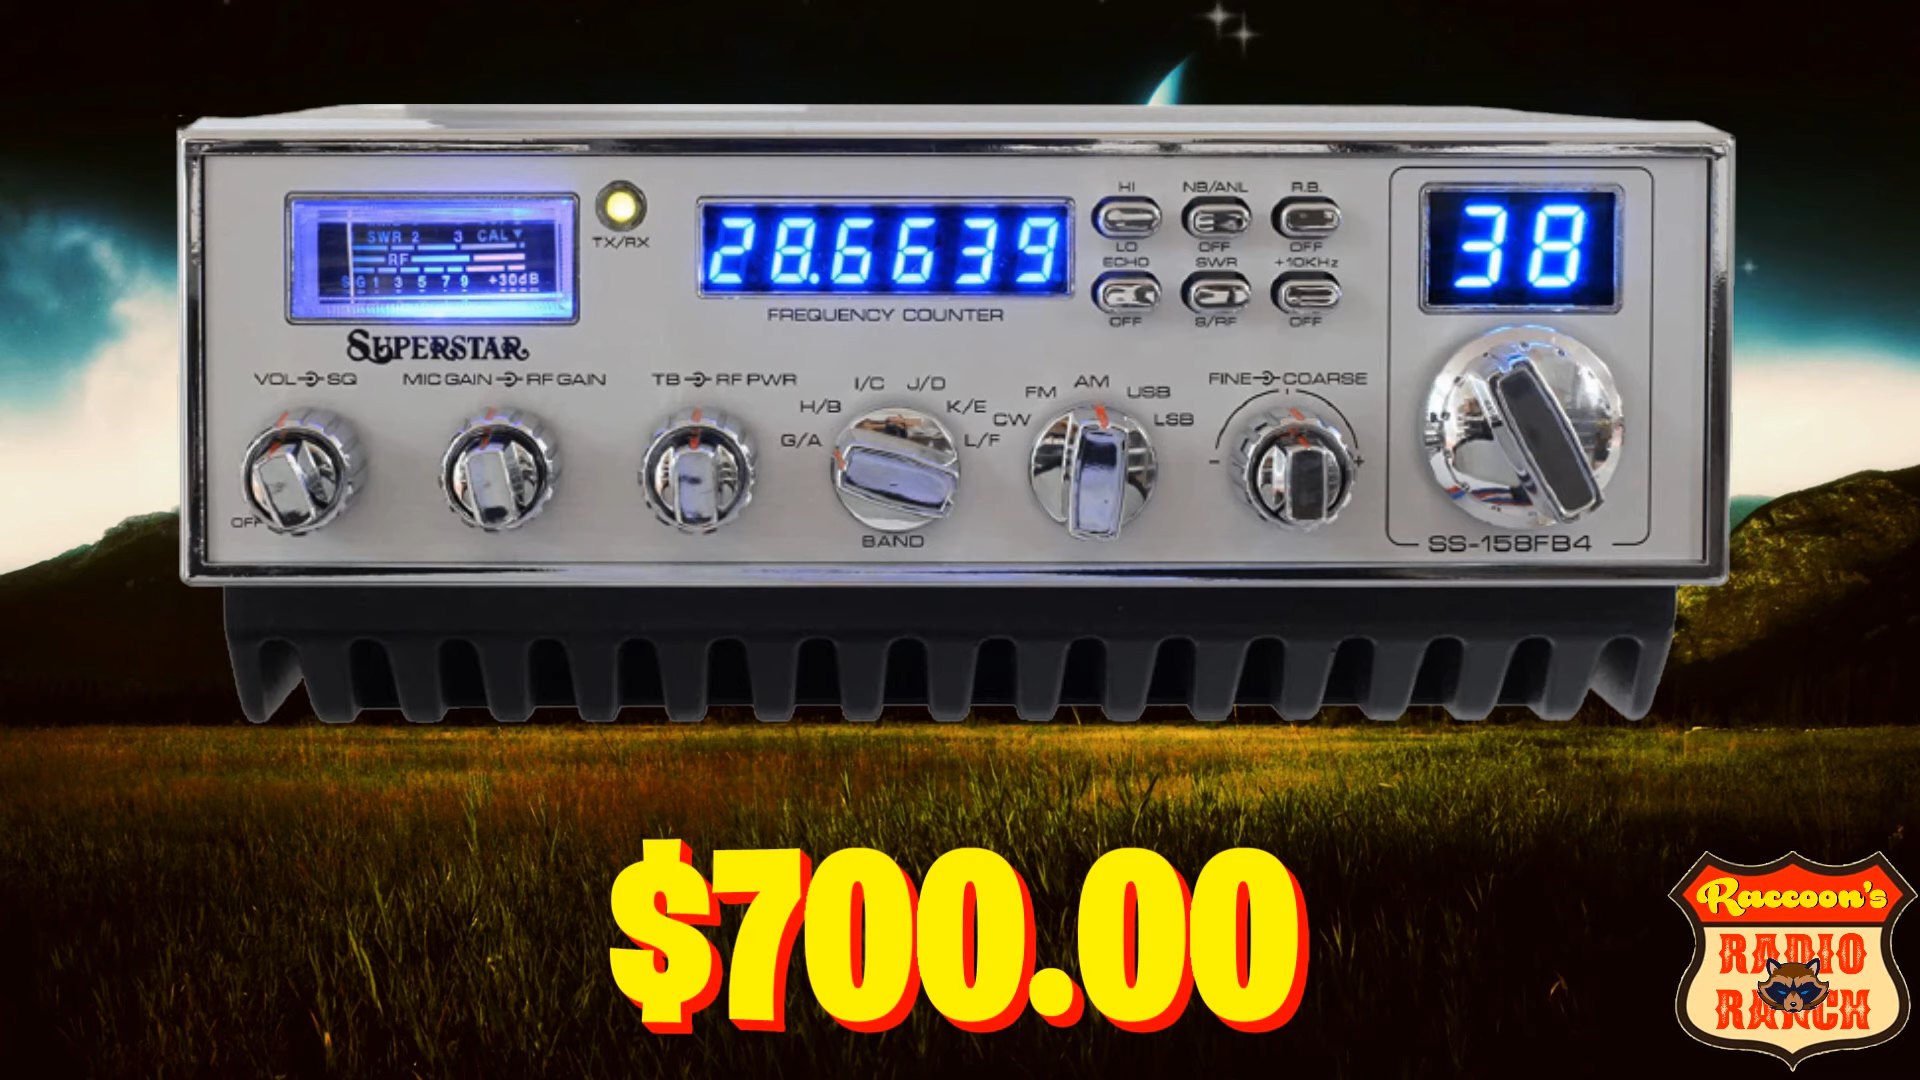 HI NB/ANL R.B.
SWR 2 3 CAL▼
RF
1 3 5 7 9 +30dB
TX/RX
28.6639
FREQUENCY COUNTER
LO OFF OFF
ECHO SWR +10KHz
OFF S/RF OFF
38
SUPERSTAR
VOL SQ
MIC GAIN RF GAIN
TB RF PWR
G/A H/B I/C J/D K/E L/F
BAND
CW FM AM USB LSB
FINE COARSE
- +
OFF
SS-158FB4
$700.00
Raccoon's
RADIO
RANCH